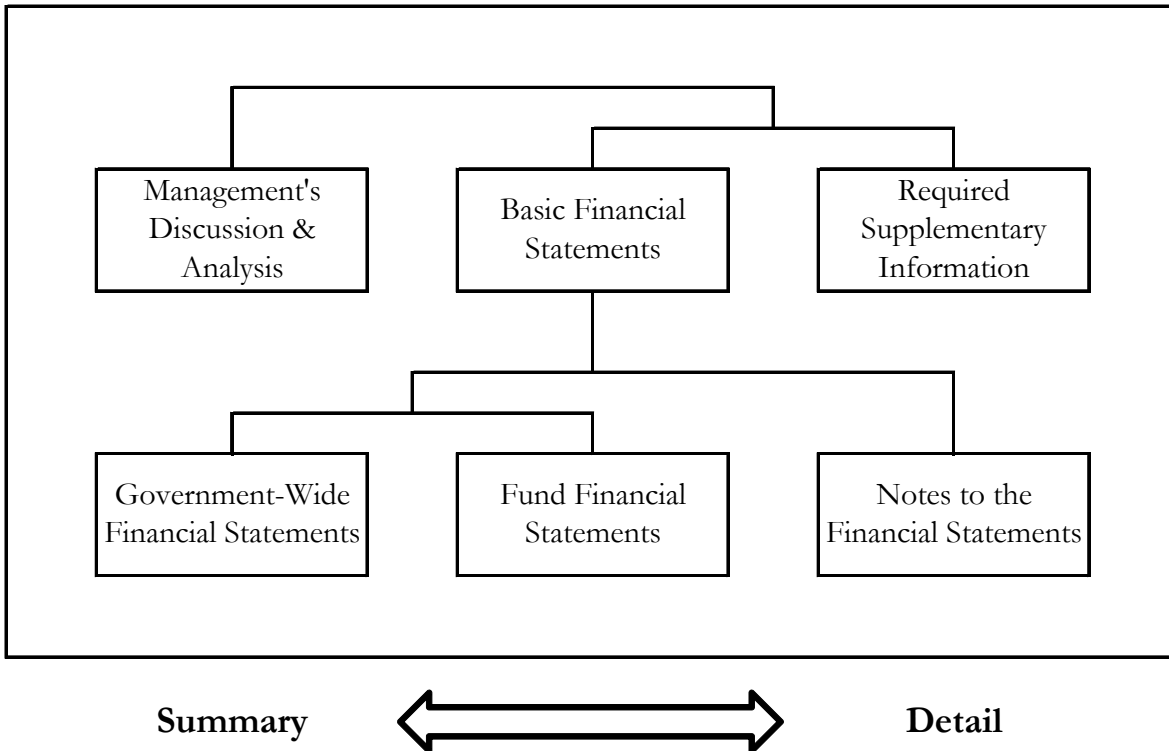 Management's
Discussion &
Analysis
Basic Financial
Statements
Required
Supplementary
Information
Government-Wide
Financial Statements
Fund Financial
Statements
Notes to the
Financial Statements
Summary
Detail